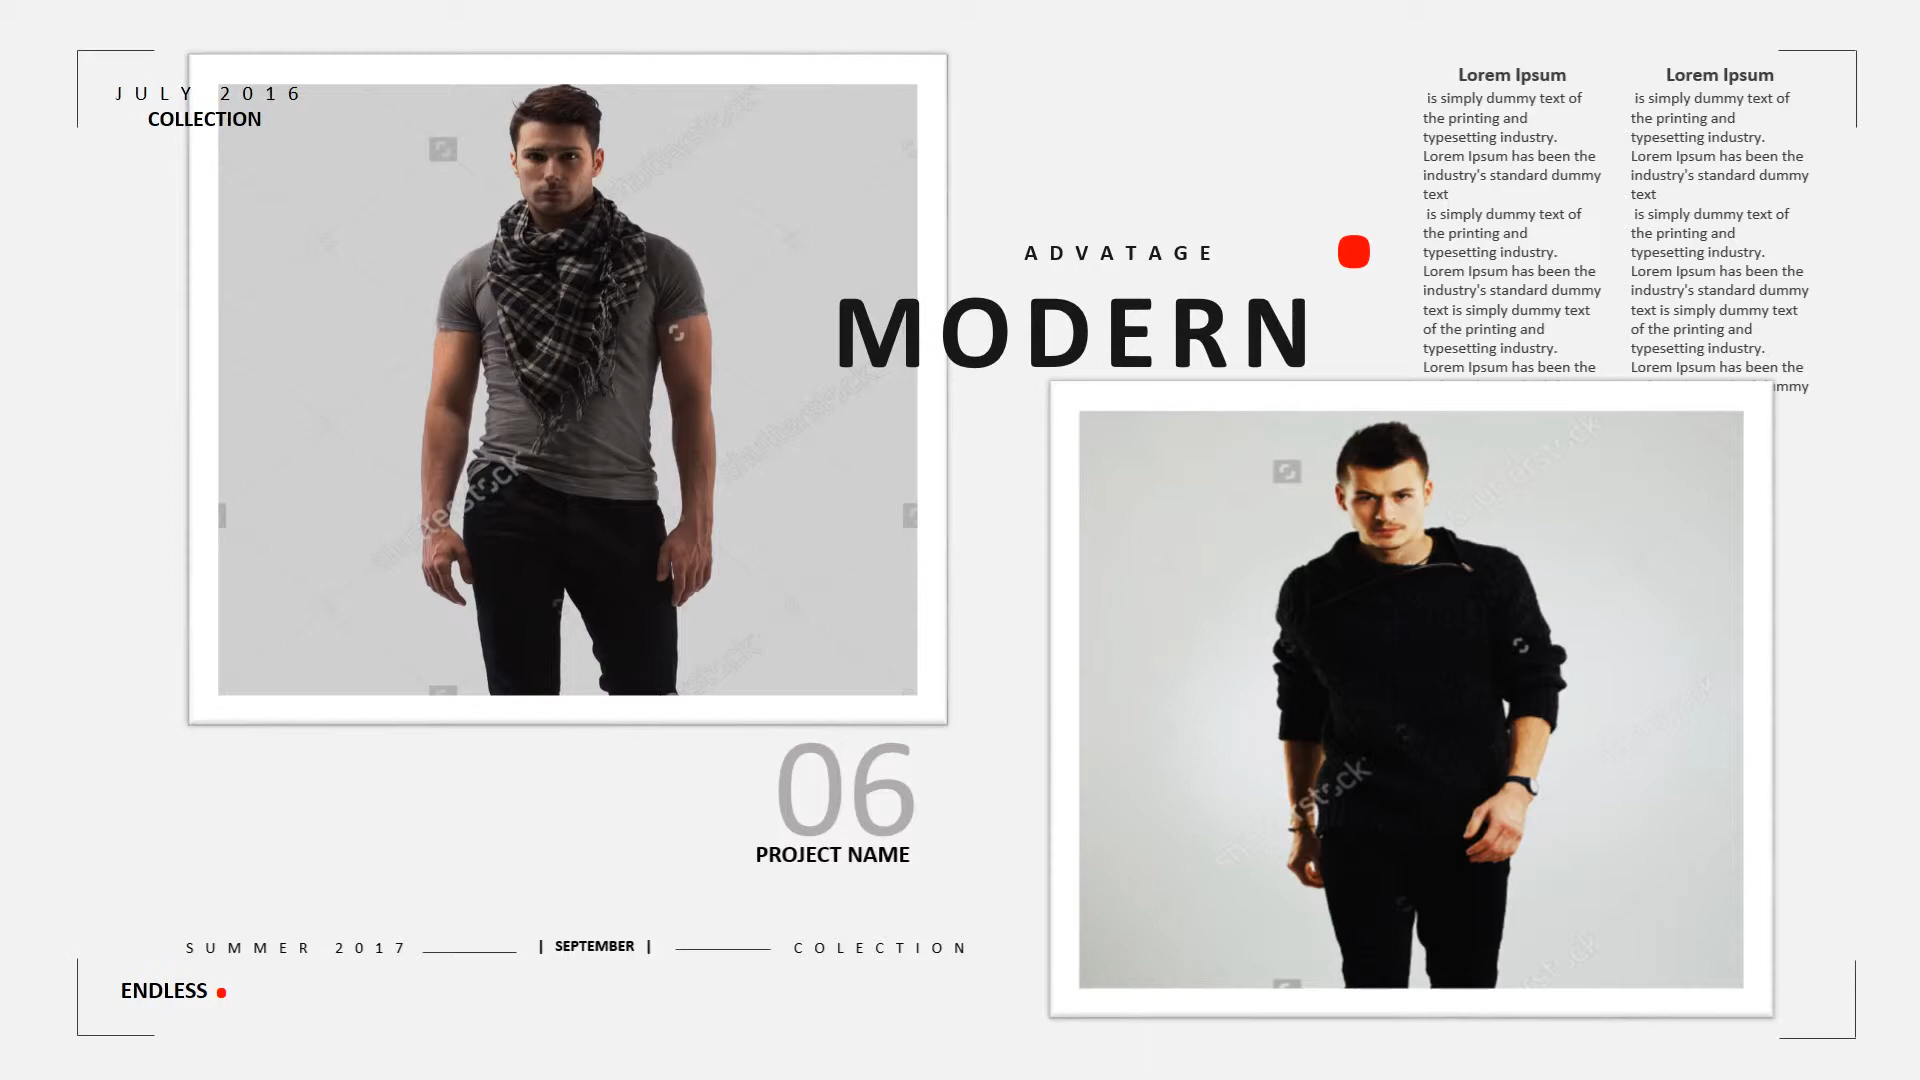 JULY 2016
COLLECTION
ADVATAGE
MODERN
Lorem Ipsum
is simply dummy text of
the printing and
typesetting industry.
Lorem Ipsum has been the
industry's standard dummy
text
is simply dummy text of
the printing and
typesetting industry.
Lorem Ipsum has been the
industry's standard dummy
text is simply dummy text
of the printing and
typesetting industry.
Lorem Ipsum has been the
Lorem Ipsum
is simply dummy text of
the printing and
typesetting industry.
Lorem Ipsum has been the
industry's standard dummy
text
is simply dummy text of
the printing and
typesetting industry.
Lorem Ipsum has been the
industry's standard dummy
text is simply dummy text
of the printing and
typesetting industry.
Lorem Ipsum has been the
06
PROJECT NAME
SUMMER 2017
| SEPTEMBER |
COLECTION
ENDLESS
shutterstock
shutterstock